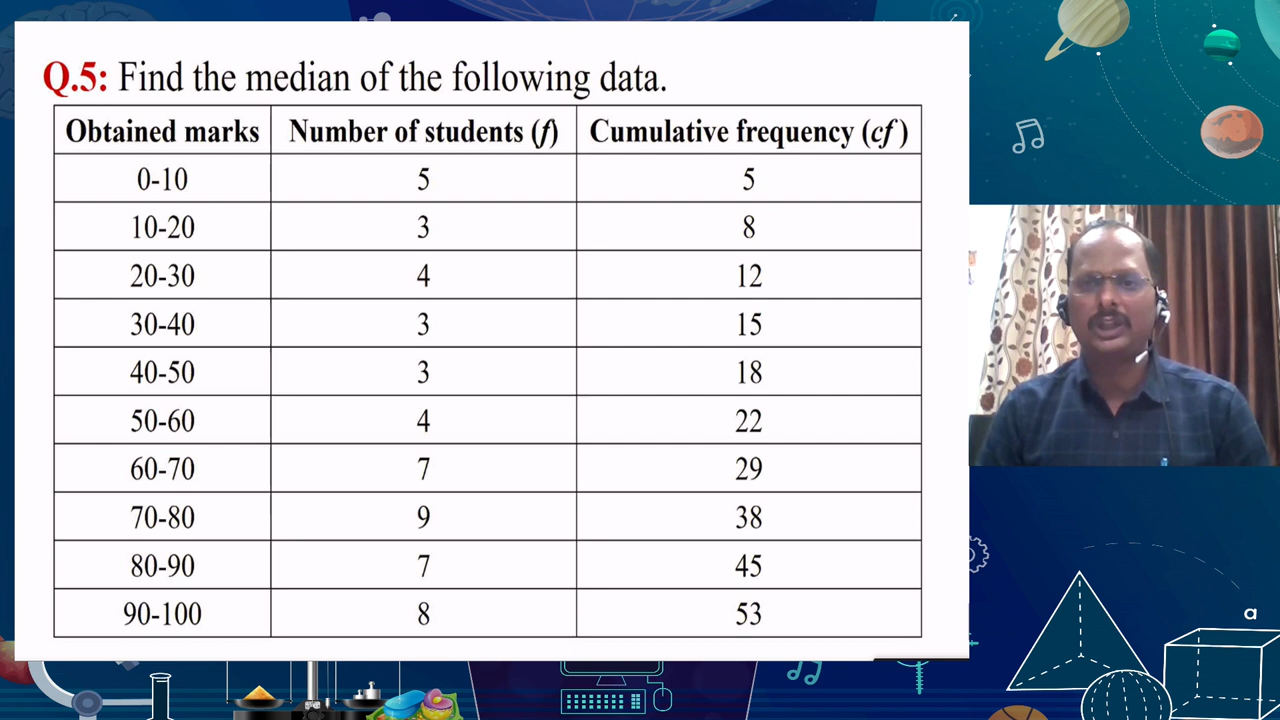 Q.5: Find the median of the following data.
Obtained marks Number of students (f) Cumulative frequency (cf)
0-10 5 5
10-20 3 8
20-30 4 12
30-40 3 15
40-50 3 18
50-60 4 22
60-70 7 29
70-80 9 38
80-90 7 45
90-100 8 53
a